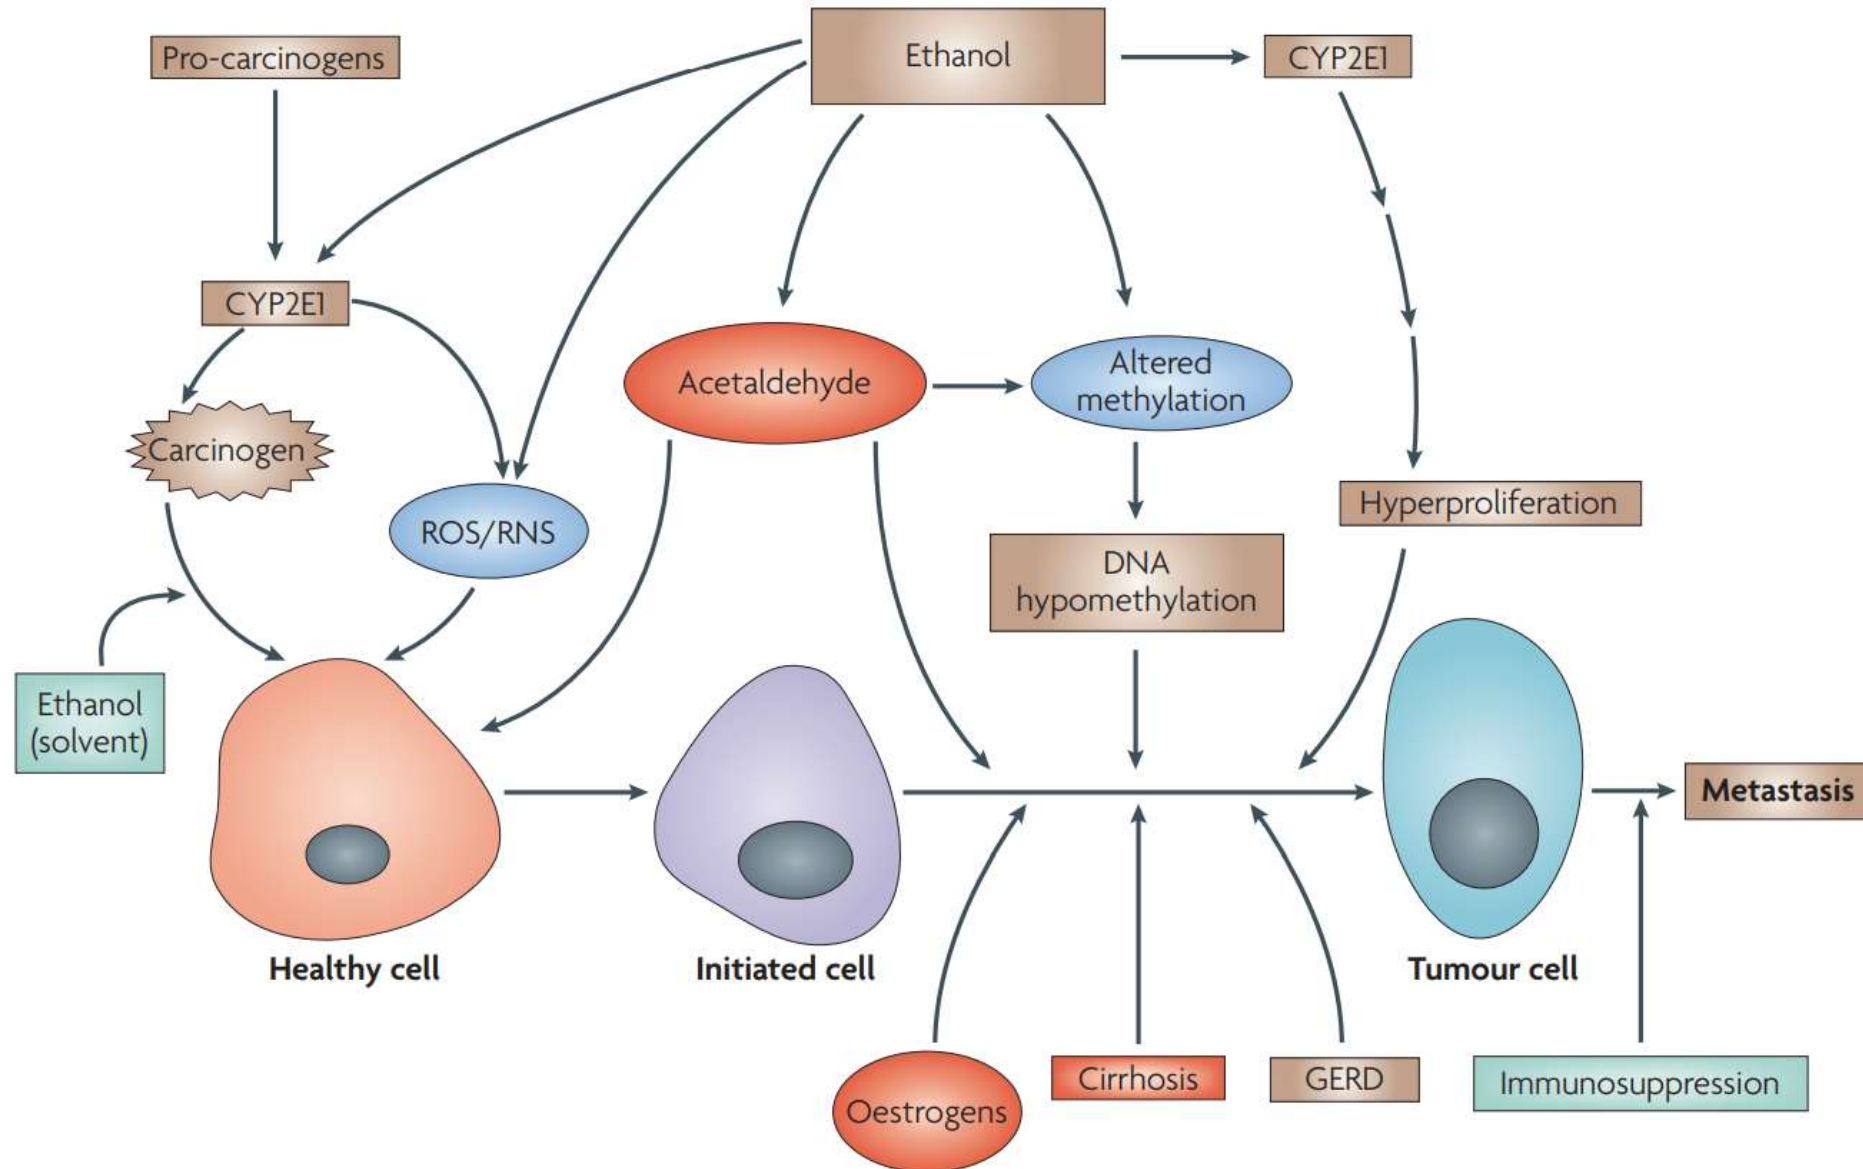 Pro-carcinogens
Ethanol
CYP2E1
CYP2E1
Acetaldehyde
Altered
methylation
Carcinogen
ROS/RNS
Hyperproliferation
DNA
hypomethylation
Ethanol
(solvent)
Metastasis
Healthy cell
Initiated cell
Tumour cell
Oestrogens
Cirrhosis
GERD
Immunosuppression